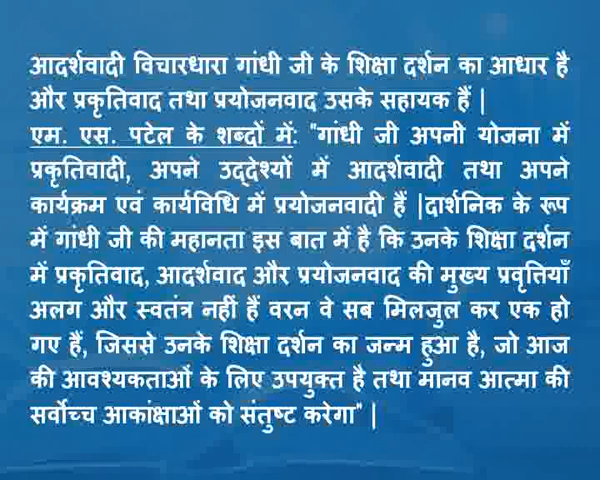 आदर्शवादी विचारधारा गांधी जी के शिक्षा दर्शन का आधार है
और प्रकृतिवाद तथा प्रयोजनवाद उसके सहायक हैं |
एम. एस. पटेल के शब्दों में: "गांधी जी अपनी योजना में
प्रकृतिवादी, अपने उद्देश्यों में आदर्शवादी तथा अपने
कार्यक्रम एवं कार्यविधि में प्रयोजनवादी हैं |दार्शनिक के रूप
में गांधी जी की महानता इस बात में है कि उनके शिक्षा दर्शन
में प्रकृतिवाद, आदर्शवाद और प्रयोजनवाद की मुख्य प्रवृत्तियाँ
अलग और स्वतंत्र नहीं हैं वरन वे सब मिलजुल कर एक हो
गए हैं, जिससे उनके शिक्षा दर्शन का जन्म हुआ है, जो आज
की आवश्यकताओं के लिए उपयुक्त है तथा मानव आत्मा की
सर्वोच्च आकांक्षाओं को संतुष्ट करेगा" |